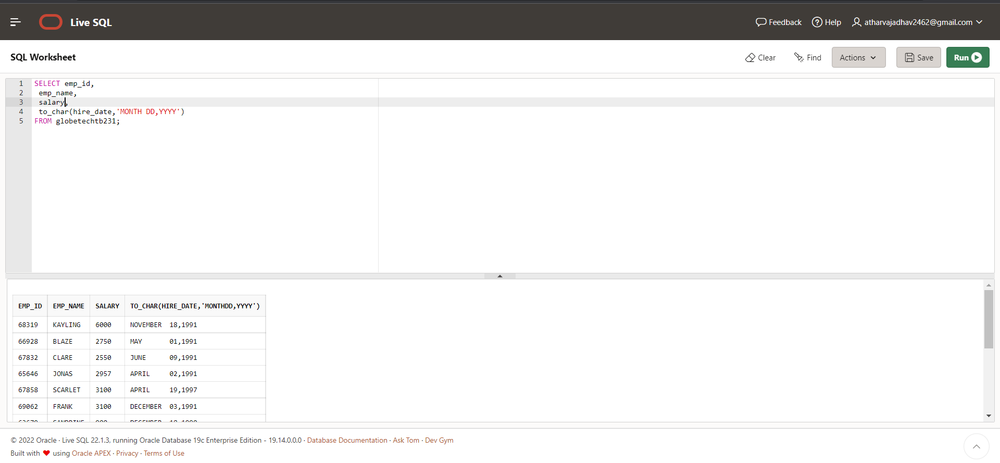 Live SQL
Feedback Help atharvajadhav2462@gmail.com
SQL Worksheet
Clear Find Actions Save Run
1 SELECT emp_id,
2 emp_name,
3 salary,
4 to_char(hire_date,'MONTH DD,YYYY')
5 FROM globetechtb231;
EMP_ID EMP_NAME SALARY TO_CHAR(HIRE_DATE,'MONTHDD,YYYY')
68319 KAYLING 6000 NOVEMBER 18,1991
66928 BLAZE 2750 MAY 01,1991
67832 CLARE 2550 JUNE 09,1991
65646 JONAS 2957 APRIL 02,1991
67858 SCARLET 3100 APRIL 19,1997
69062 FRANK 3100 DECEMBER 03,1991
© 2022 Oracle · Live SQL 22.1.3, running Oracle Database 19c Enterprise Edition - 19.14.0.0.0 · Database Documentation · Ask Tom · Dev Gym
Built with ❤ using Oracle APEX · Privacy · Terms of Use